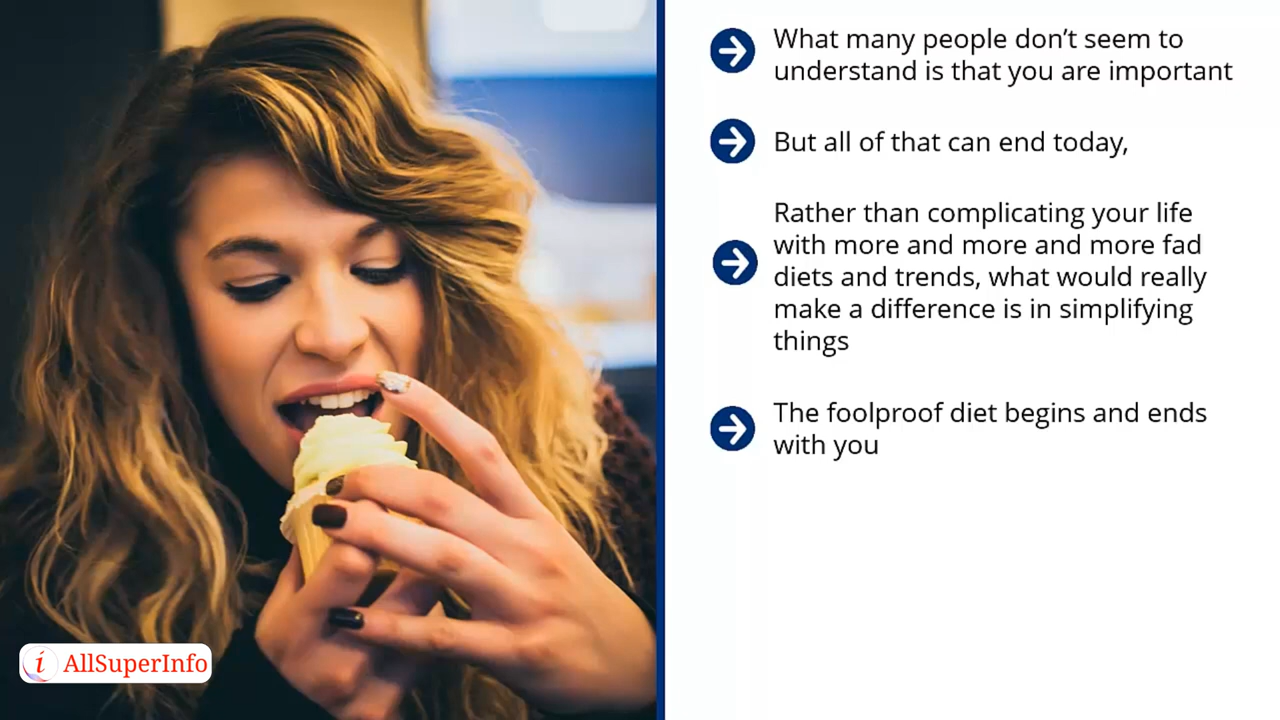 What many people don’t seem to
understand is that you are important
But all of that can end today,
Rather than complicating your life
with more and more and more fad
diets and trends, what would really
make a difference is in simplifying
things
The foolproof diet begins and ends
with you
i AllSuperInfo